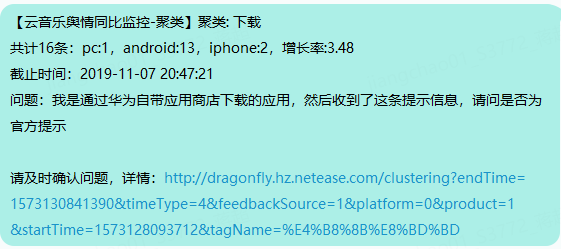 【云音乐舆情同比监控-聚类】聚类: 下载
共计16条：pc:1，android:13，iphone:2，增长率:3.48
截止时间：2019-11-07 20:47:21
问题：我是通过华为自带应用商店下载的应用，然后收到了这条提示信息，请问是否为
官方提示
请及时确认问题，详情：http://dragonfly.hz.netease.com/clustering?endTime=
1573130841390&timeType=4&feedbackSource=1&platform=0&product=1
&startTime=1573128093712&tagName=%E4%B8%8B%E8%BD%BD